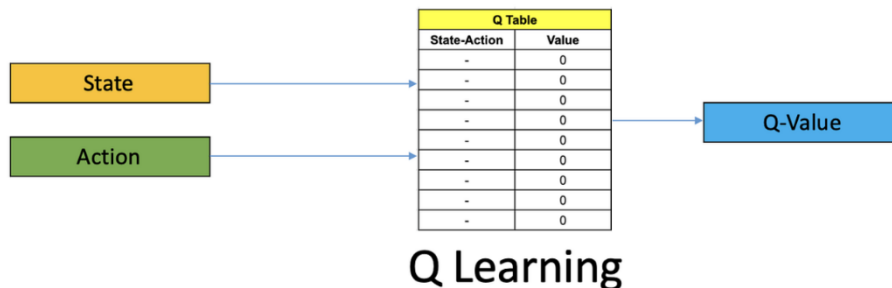 Q Table
State-Action Value
- 0
- 0
- 0
- 0
- 0
- 0
- 0
- 0
- 0
State
Action
Q-Value
Q Learning